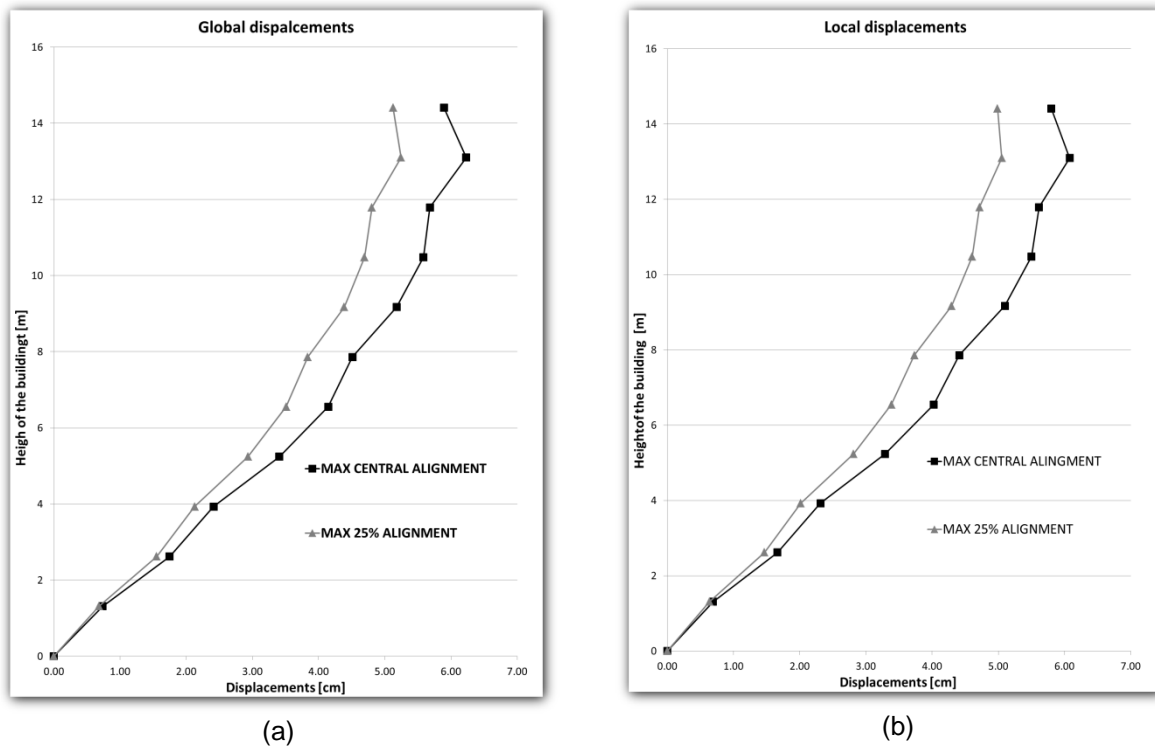 Global dispalcements
16
14
12
10
8
6
4
2
0
Heigh of the buildingt [m]
MAX CENTRAL ALIGNMENT
MAX 25% ALIGNMENT
0.00 1.00 2.00 3.00 4.00 5.00 6.00 7.00
Displacements [cm]
(a)
Local displacements
16
14
12
10
8
6
4
2
0
Heightof the building [m]
MAX CENTRAL ALINGMENT
MAX 25% ALIGNMENT
0.00 1.00 2.00 3.00 4.00 5.00 6.00 7.00
Displacements [cm]
(b)